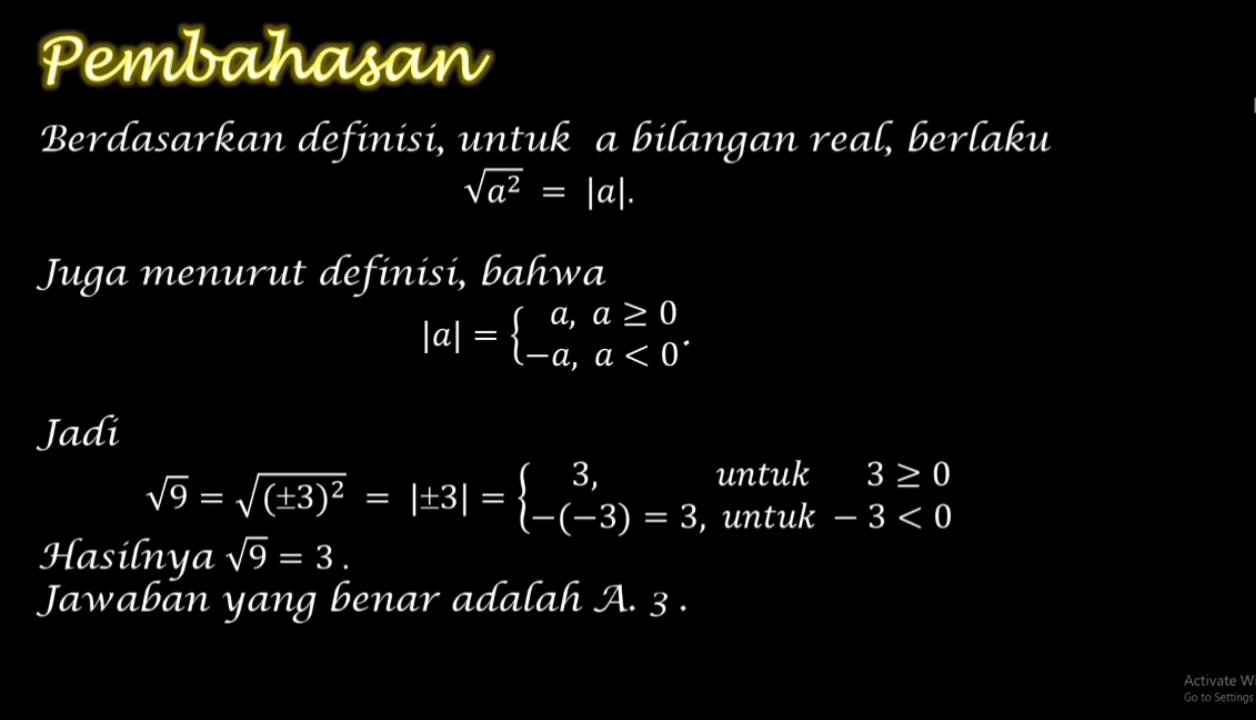 Pembahasan
Berdasarkan definisi, untuk a bilangan real, berlaku
√a² = |a|.
Juga menurut definisi, bahwa
|a| = { a, a ≥ 0
−a, a < 0 .
Jadi
√9 = √(±3)² = |±3| = { 3, untuk 3 ≥ 0
−(−3) = 3, untuk − 3 < 0
Hasilnya √9 = 3 .
Jawaban yang benar adalah A. 3 .
Activate W
Go to Settings